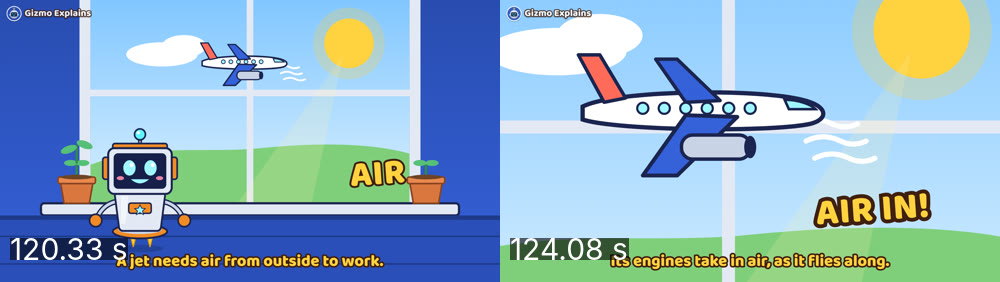 Gizmo Explains
AIR
120.33 s
A jet needs air from outside to work.
Gizmo Explains
AIR IN!
124.08 s
Its engines take in air, as it flies along.